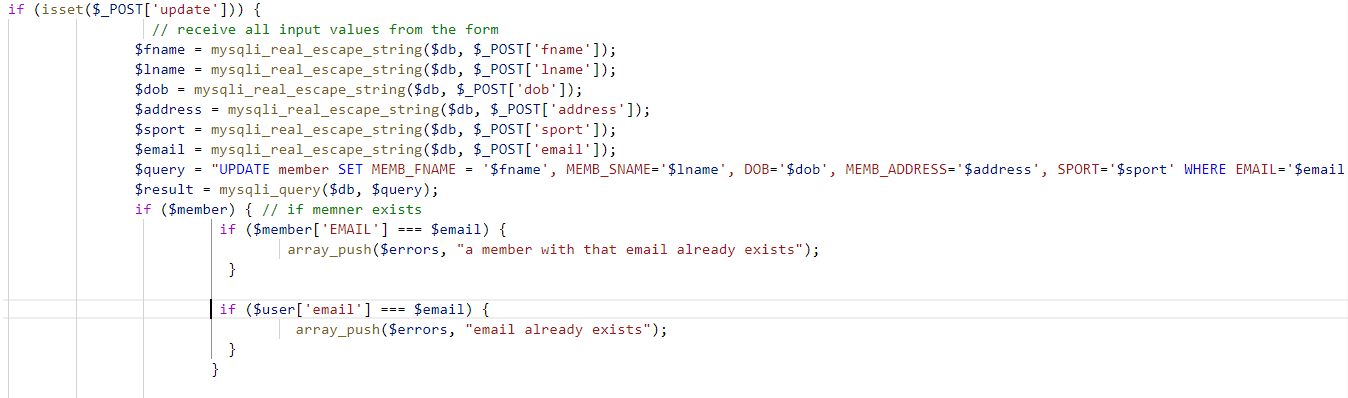 if (isset($_POST['update'])) {
// receive all input values from the form
$fname = mysqli_real_escape_string($db, $_POST['fname']);
$lname = mysqli_real_escape_string($db, $_POST['lname']);
$dob = mysqli_real_escape_string($db, $_POST['dob']);
$address = mysqli_real_escape_string($db, $_POST['address']);
$sport = mysqli_real_escape_string($db, $_POST['sport']);
$email = mysqli_real_escape_string($db, $_POST['email']);
$query = "UPDATE member SET MEMB_FNAME = '$fname', MEMB_SNAME='$lname', DOB='$dob', MEMB_ADDRESS='$address', SPORT='$sport' WHERE EMAIL='$email
$result = mysqli_query($db, $query);
if ($member) { // if memner exists
if ($member['EMAIL'] === $email) {
array_push($errors, "a member with that email already exists");
}
if ($user['email'] === $email) {
array_push($errors, "email already exists");
}
}